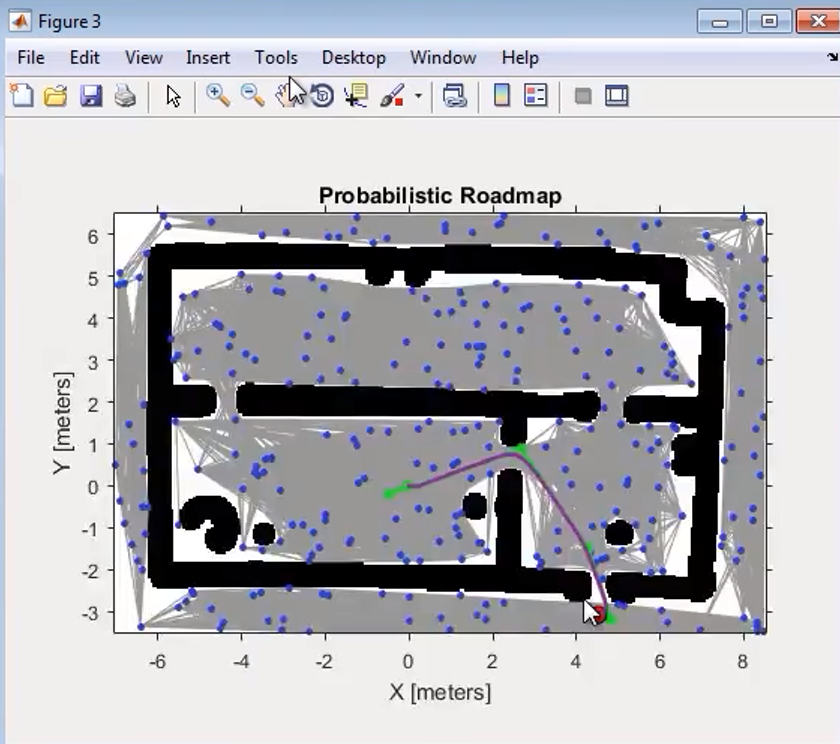 Figure 3
File Edit View Insert Tools Desktop Window Help
Probabilistic Roadmap
6
5
4
3
2
1
0
-1
-2
-3
Y [meters]
-6 -4 -2 0 2 4 6 8
X [meters]